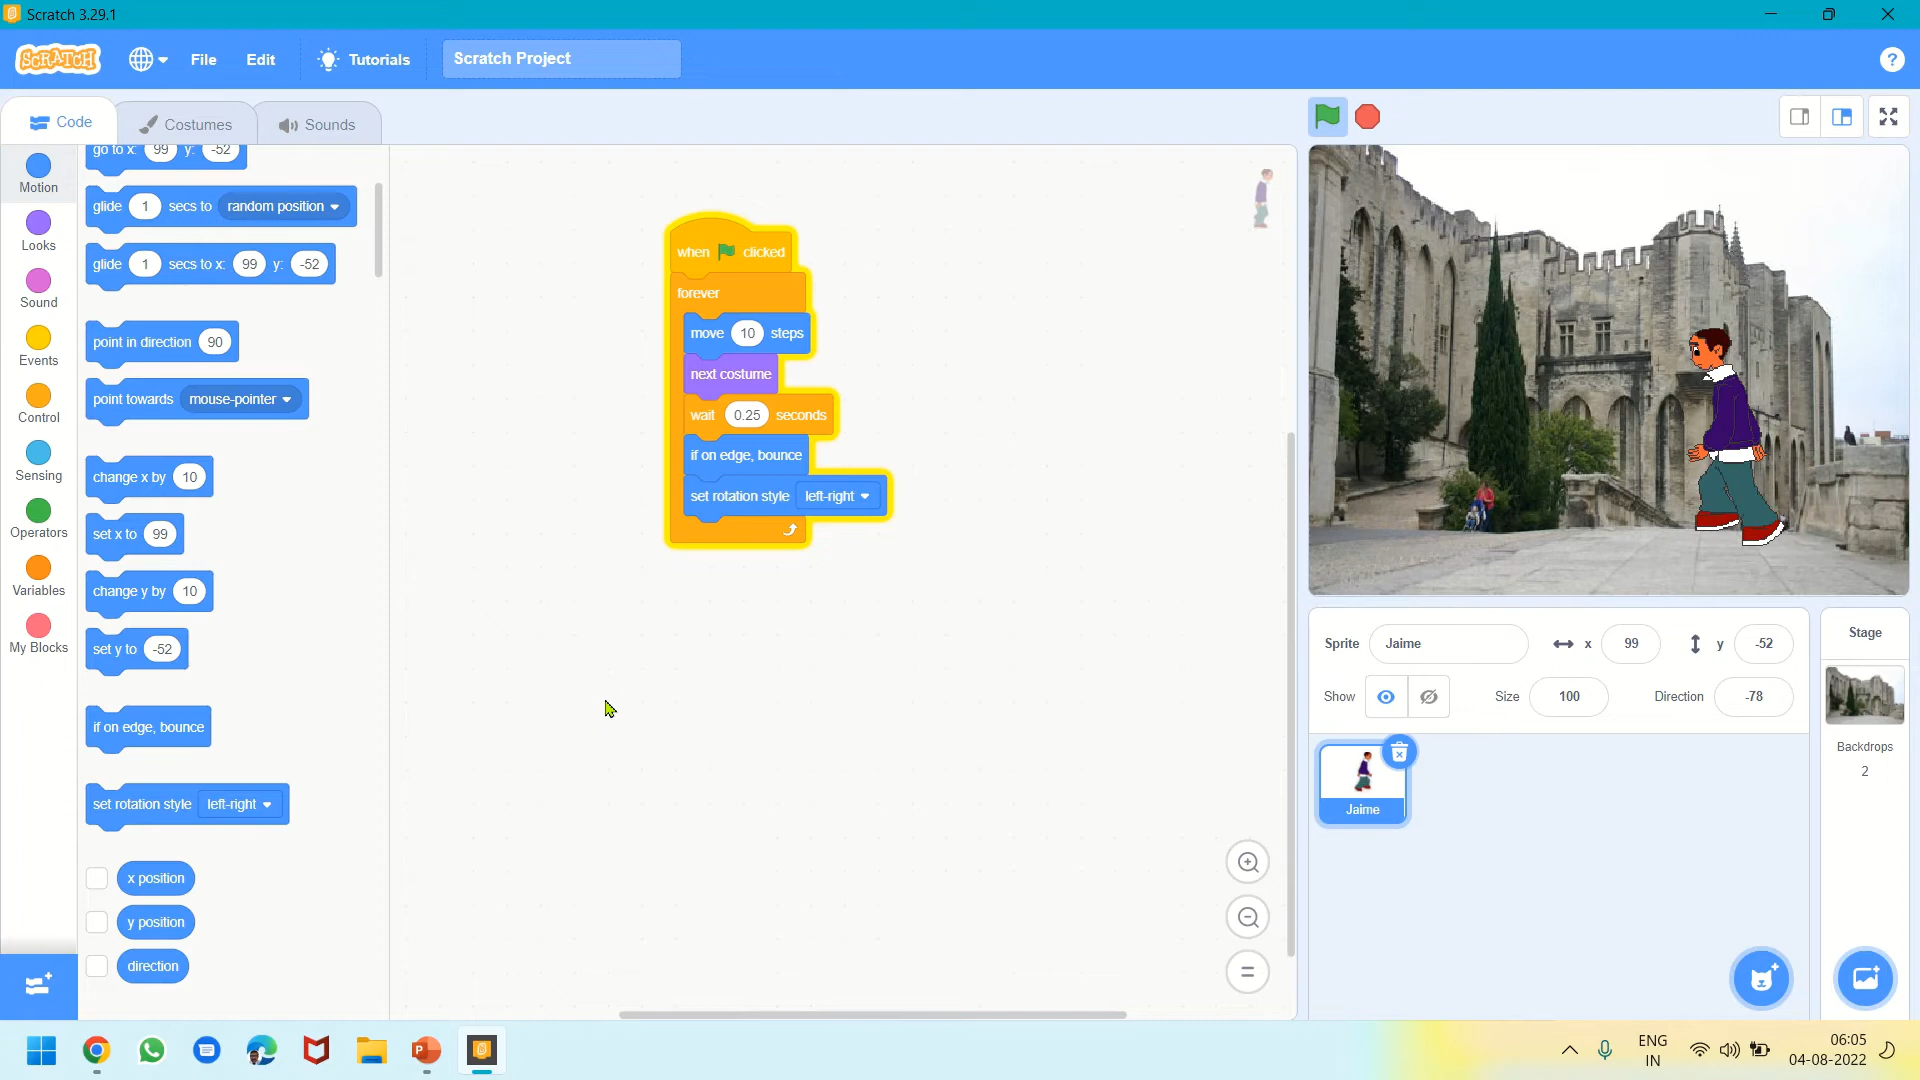 Scratch 3.29.1
SCRATCH File Edit Tutorials Scratch Project ?
Code Costumes Sounds
Motion
Looks
Sound
Events
Control
Sensing
Operators
Variables
My Blocks
go to x: 99 y: -52
glide 1 secs to random position
glide 1 secs to x: 99 y: -52
point in direction 90
point towards mouse-pointer
change x by 10
set x to 99
change y by 10
set y to -52
if on edge, bounce
set rotation style left-right
x position
y position
direction
when clicked
forever
move 10 steps
next costume
wait 0.25 seconds
if on edge, bounce
set rotation style left-right
Sprite Jaime x 99 y -52
Show Size 100 Direction -78
Jaime
Stage
Backdrops
2
ENG
IN
06:05
04-08-2022